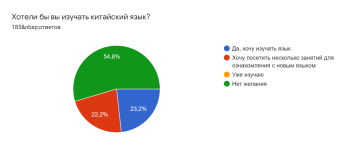 Хотели бы вы изучать китайский язык?
185&nbsp;ответов
Да, хочу изучать язык
Хочу посетить несколько занятий для
ознакомления с новым языком
Уже изучаю
Нет желания
54,6%
23,2%
22,2%